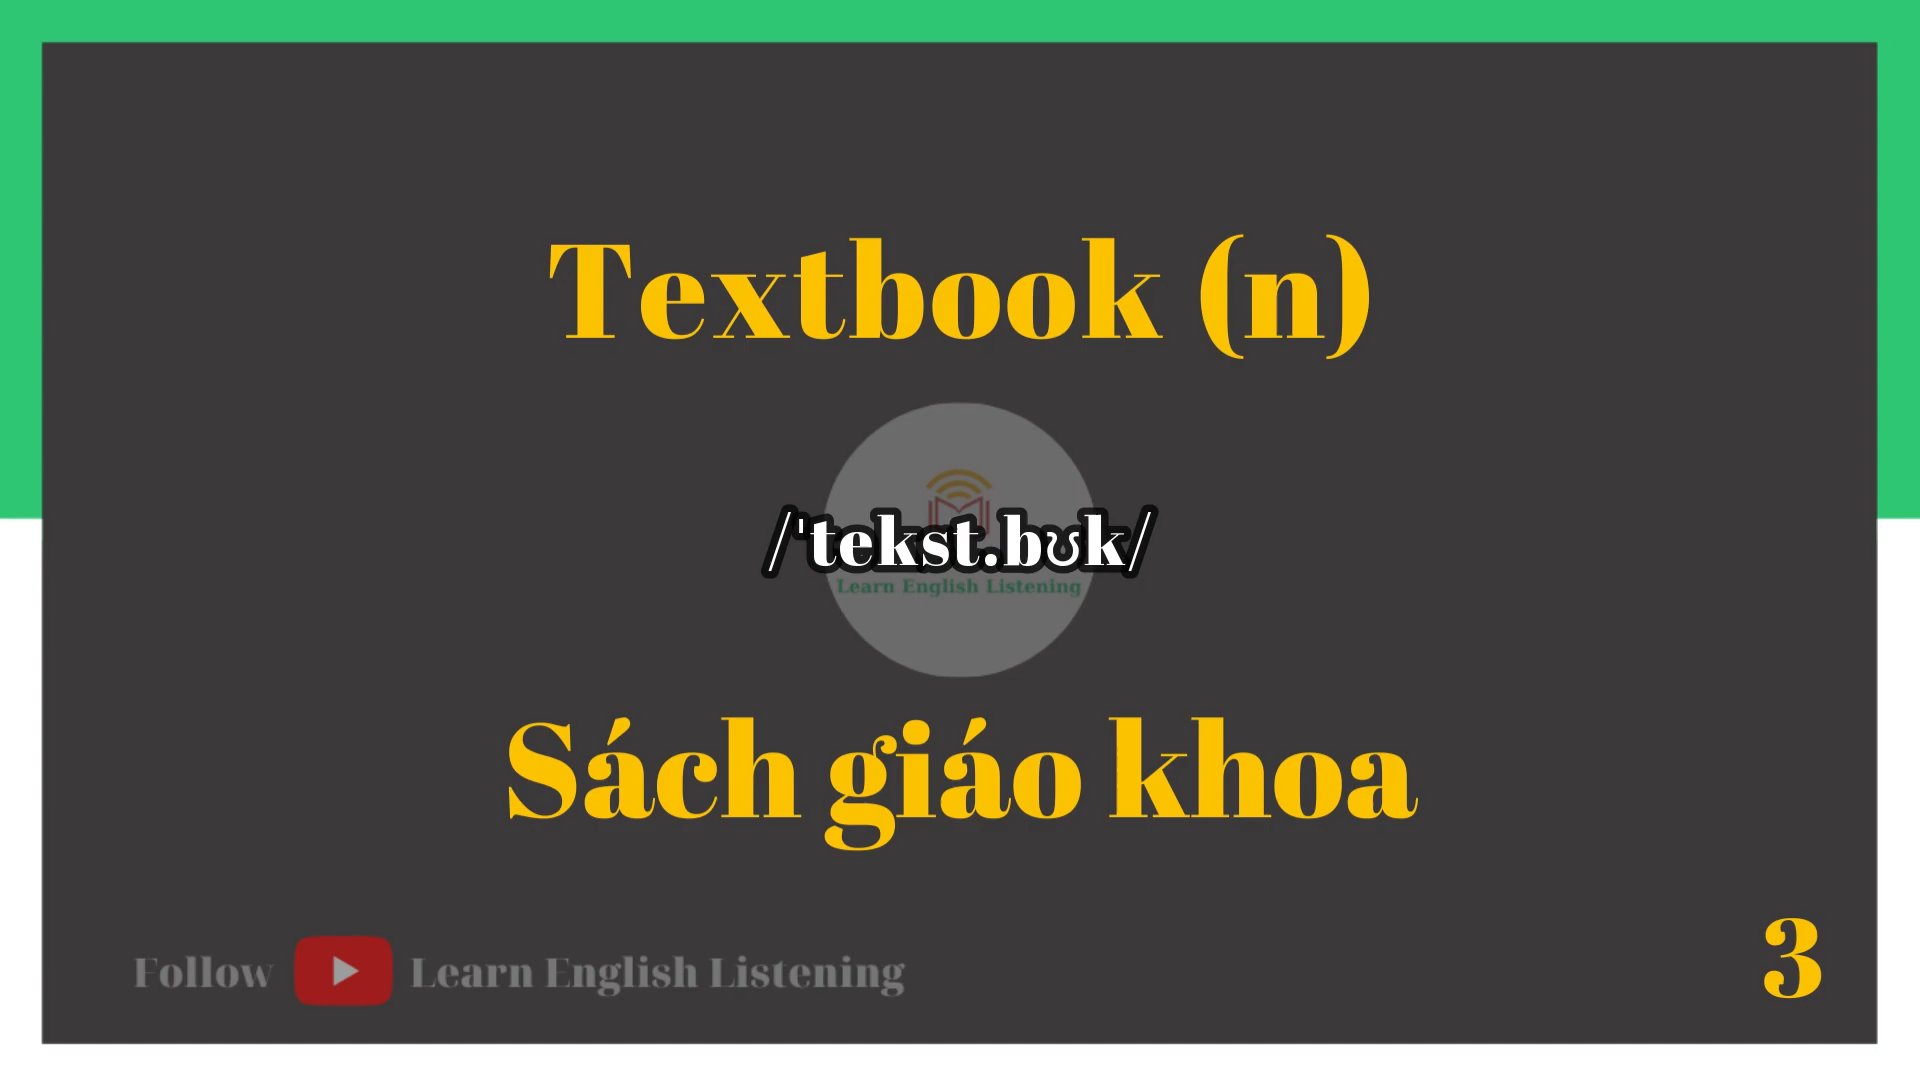 Textbook (n)
/ˈtekst.bʊk/
Learn English Listening
Sách giáo khoa
Follow Learn English Listening
3